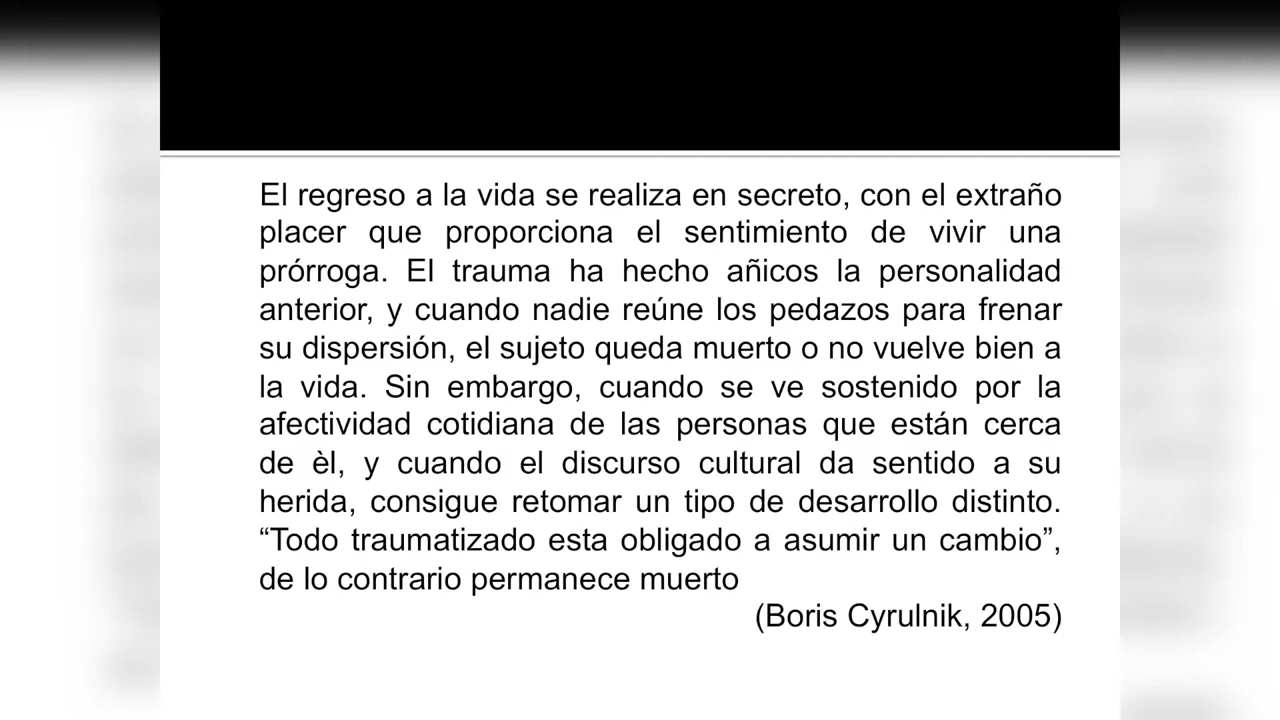 El regreso a la vida se realiza en secreto, con el extraño
placer que proporciona el sentimiento de vivir una
prórroga. El trauma ha hecho añicos la personalidad
anterior, y cuando nadie reúne los pedazos para frenar
su dispersión, el sujeto queda muerto o no vuelve bien a
la vida. Sin embargo, cuando se ve sostenido por la
afectividad cotidiana de las personas que están cerca
de èl, y cuando el discurso cultural da sentido a su
herida, consigue retomar un tipo de desarrollo distinto.
“Todo traumatizado esta obligado a asumir un cambio”,
de lo contrario permanece muerto
(Boris Cyrulnik, 2005)